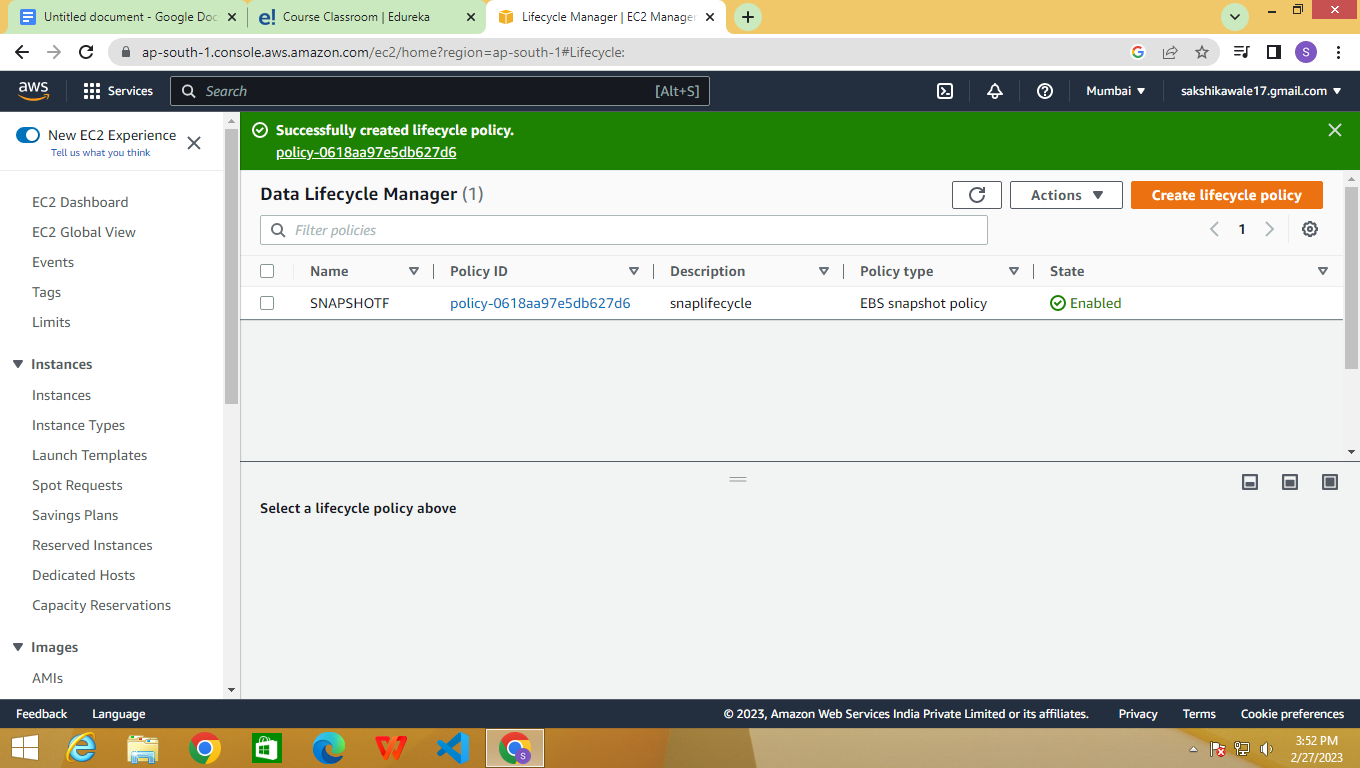 Untitled document - Google Doc
Course Classroom | Edureka
Lifecycle Manager | EC2 Manager
ap-south-1.console.aws.amazon.com/ec2/home?region=ap-south-1#Lifecycle:
S
aws
Services
Search
[Alt+S]
Mumbai
sakshikawale17.gmail.com
New EC2 Experience
Tell us what you think
EC2 Dashboard
EC2 Global View
Events
Tags
Limits
Instances
Instances
Instance Types
Launch Templates
Spot Requests
Savings Plans
Reserved Instances
Dedicated Hosts
Capacity Reservations
Images
AMIs
Successfully created lifecycle policy.
policy-0618aa97e5db627d6
Data Lifecycle Manager (1)
Actions
Create lifecycle policy
Filter policies
1
Name Policy ID Description Policy type State
SNAPSHOTF policy-0618aa97e5db627d6 snaplifecycle EBS snapshot policy Enabled
Select a lifecycle policy above
Feedback Language © 2023, Amazon Web Services India Private Limited or its affiliates. Privacy Terms Cookie preferences
3:52 PM
2/27/2023